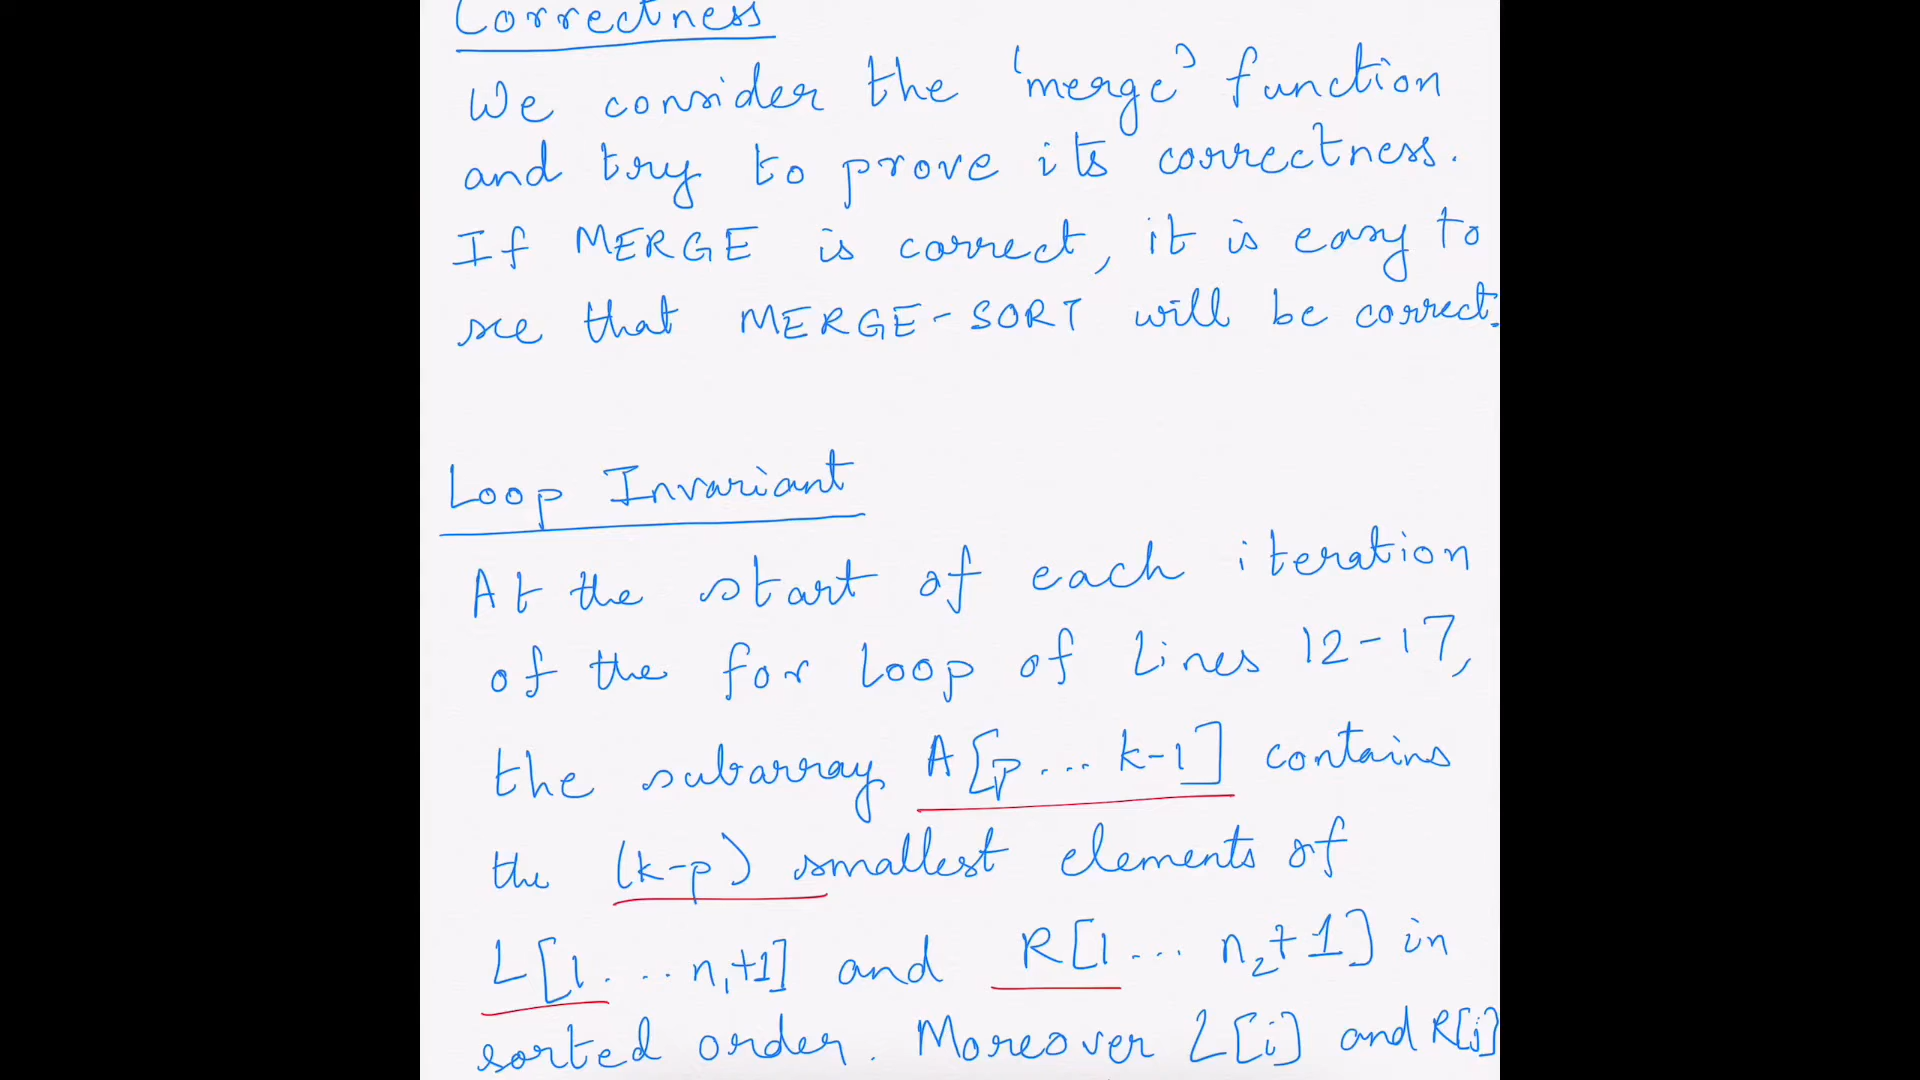 Correctness
We consider the 'merge' function
and try to prove its correctness.
If MERGE is correct, it is easy to
see that MERGE-SORT will be correct.
Loop Invariant
At the start of each iteration
of the for loop of lines 12-17,
the subarray A[p... k-1] contains
the (k-p) smallest elements of
L[1....n₁+1] and R[1... n₂+1] in
sorted order. Moreover L[i] and R[j]